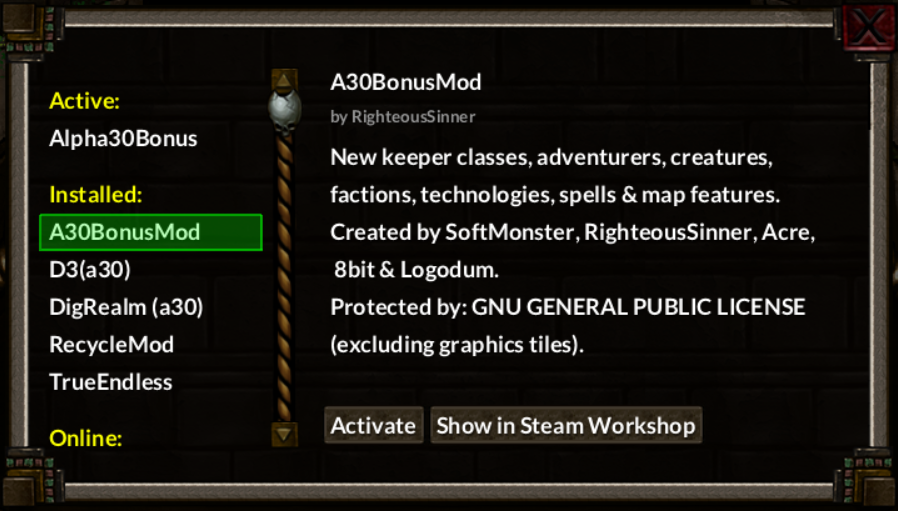 Active:
Alpha30Bonus
Installed:
A30BonusMod
D3(a30)
DigRealm (a30)
RecycleMod
TrueEndless
Online:
X
A30BonusMod
by RighteousSinner
New keeper classes, adventurers, creatures,
factions, technologies, spells & map features.
Created by SoftMonster, RighteousSinner, Acre,
8bit & Logodum.
Protected by: GNU GENERAL PUBLIC LICENSE
(excluding graphics tiles).
Activate
Show in Steam Workshop